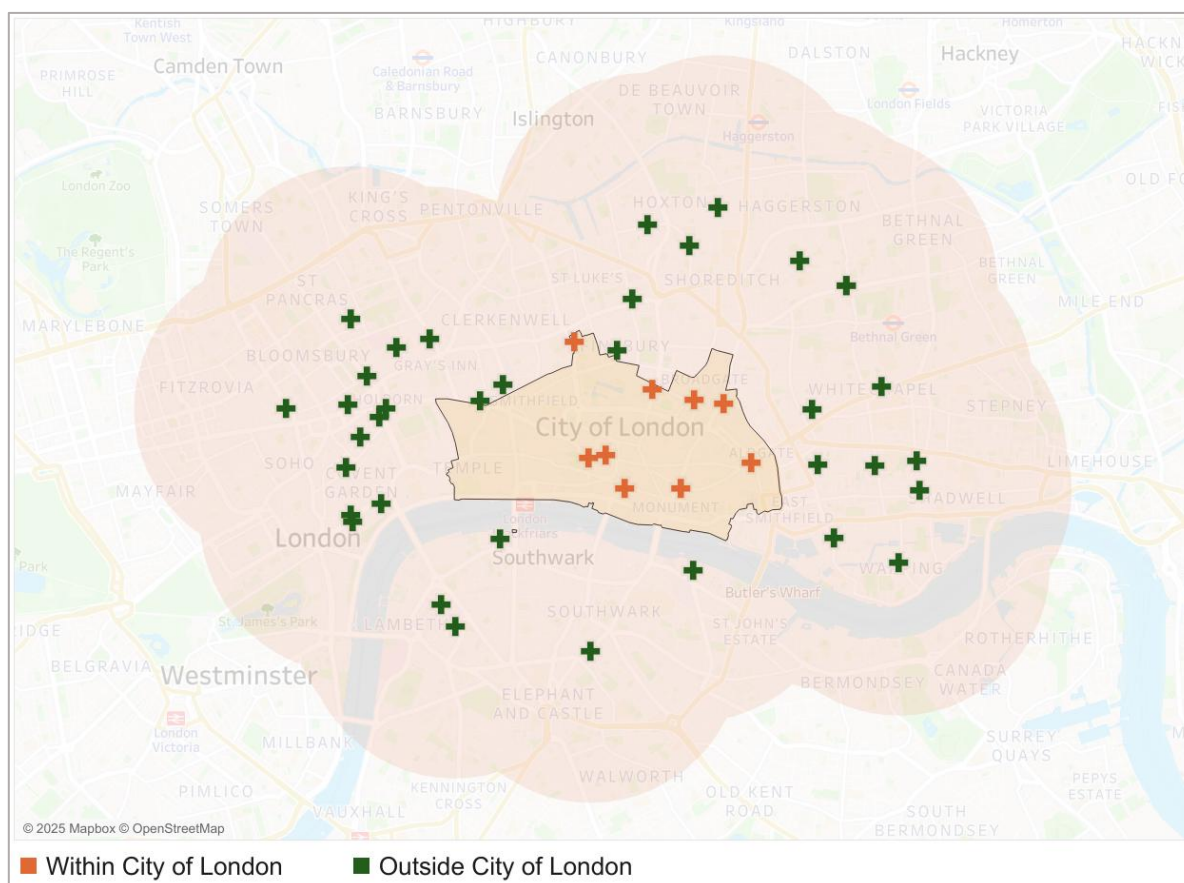 HIGHBURY
Kingsland
Homerton
Kentish
Town West
CANONBURY
DALSTON
Hackney
Camden Town
Caledonian Road
& Barnsbury
PRIMROSE
HILL
DE BEAUVOIR
TOWN
London Fields
BARNSBURY
Islington
VICTORIA
PARK VILLAGE
Haggerston
London Zoo
SOMERS
TOWN
KING'S
CROSS
PENTONVILLE
HOXTON
HAGGERSTON
BETHNAL
GREEN
The Regent's
Park
ST LUKE'S
SHOREDITCH
BETHNAL
GREEN
ST
PANCRAS
MILE END
MARYLEBONE
CLERKENWELL
Bethnal Green
BLOOMSBURY
GRAY'S INN
FITZROVIA
HOLBORN
SMITHFIELD
BROADGATE
STEPNEY
City of London
SOHO
TEMPLE
ALDGATE
LIMEHOUSE
MAYFAIR
COVENT
GARDEN
MONUMENT
EAST
SMITHFIELD
London
London
Southwark
WAPPING
Park
Butler's Wharf
St James's Park
SOUTHWARK
ST JOHN'S
ESTATE
ROTHERHITHE
BELGRAVIA
Westminster
BERMONDSEY
CANADA
WATER
ELEPHANT
AND CASTLE
London
Victoria
MILLBANK
SURREY
QUAYS
WALWORTH
PIMLICO
KENNINGTON
CROSS
OLD KENT
ROAD
PEPYS
ESTATE
VAUXHALL
SOUTH
BERMONDSEY
© 2025 Mapbox © OpenStreetMap
Within City of London
Outside City of London